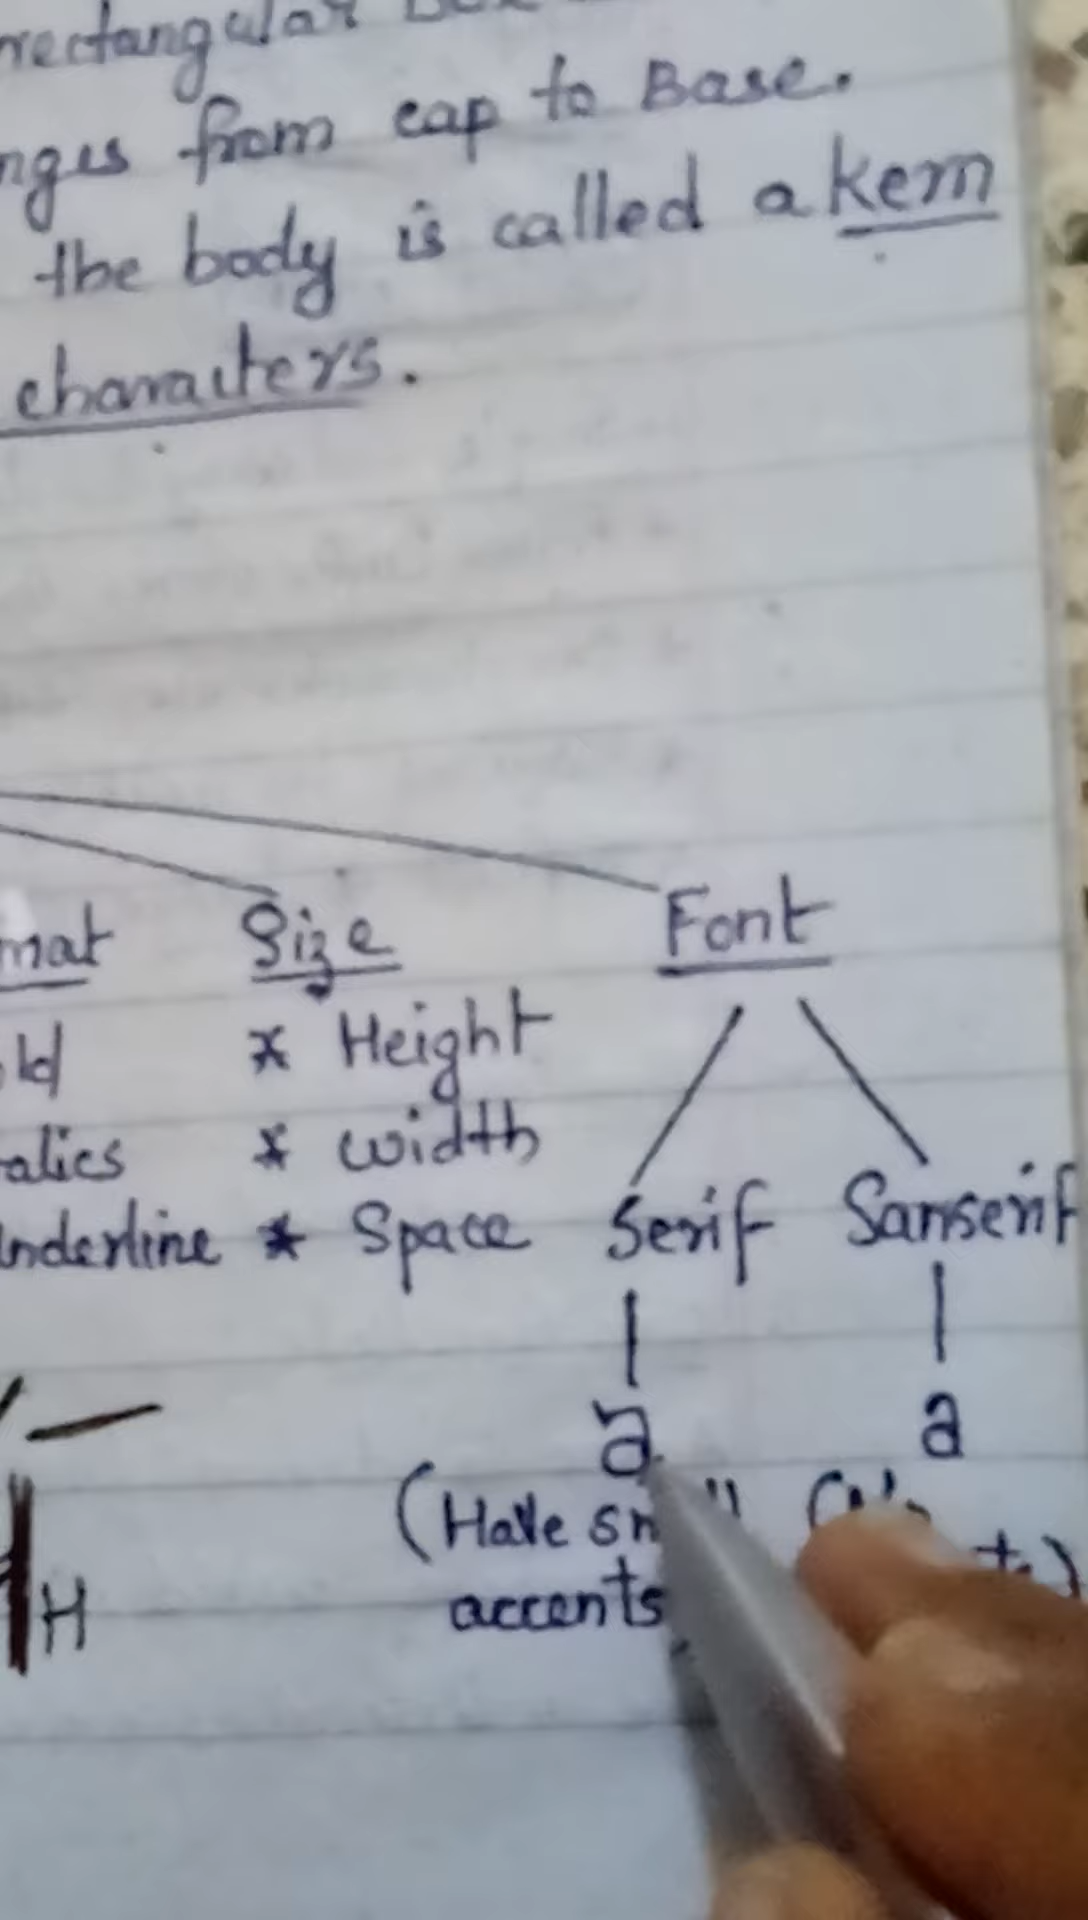 rectangular
nges from cap to Base.
the body is called a kern
characters.
mat Size Font
ld * Height
alics * width
nderline * Space Serif Sanserif
a a
(Have
accents
H